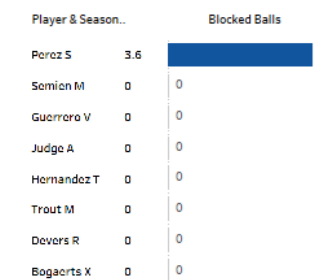 Player & Season.. Blocked Balls
Perez S 3.6
Semien M 0 0
Guerrero V 0 0
Judge A 0 0
Hernandez T 0 0
Trout M 0 0
Devers R 0 0
Bogaerts X 0 0